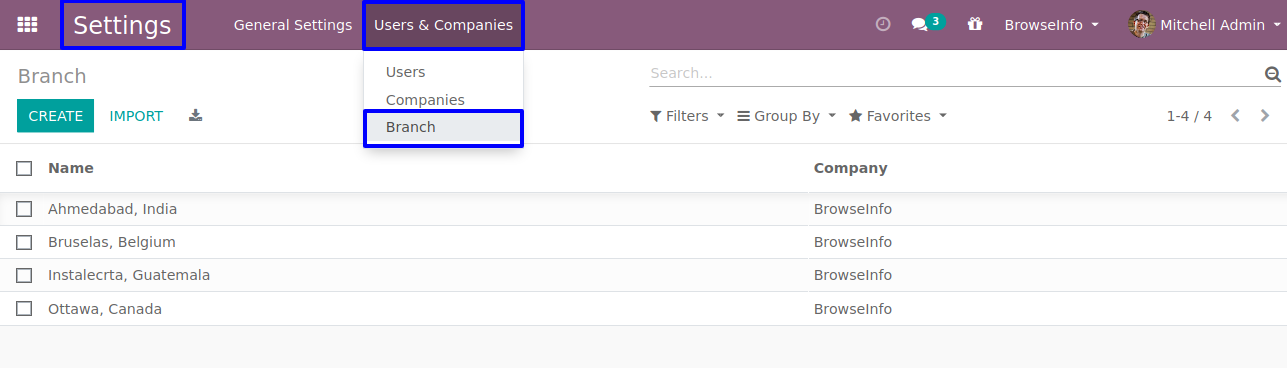 Settings General Settings Users & Companies 3 BrowseInfo Mitchell Admin
Branch Users Search...
Companies
CREATE IMPORT Branch Filters Group By Favorites 1-4 / 4
Name Company
Ahmedabad, India BrowseInfo
Bruselas, Belgium BrowseInfo
Instalecrta, Guatemala BrowseInfo
Ottawa, Canada BrowseInfo